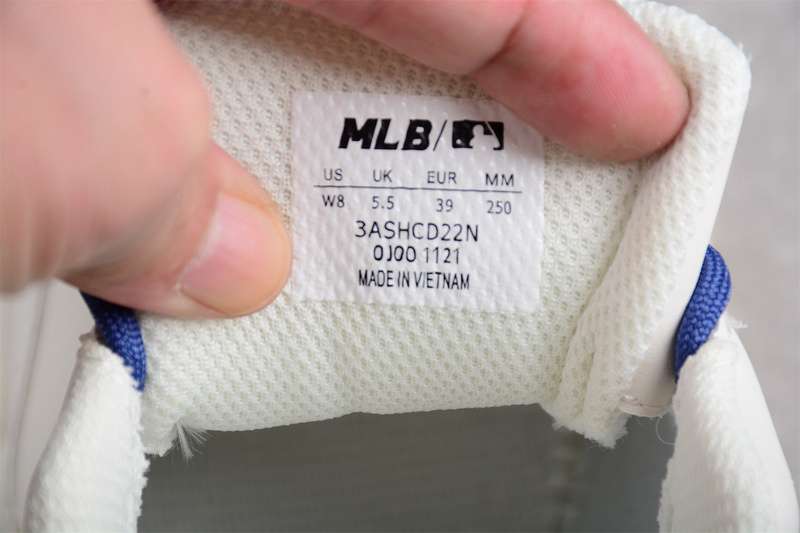 MLB/
US UK EUR MM
W8 5.5 39 250
3ASHCD22N
0J00 1121
MADE IN VIETNAM